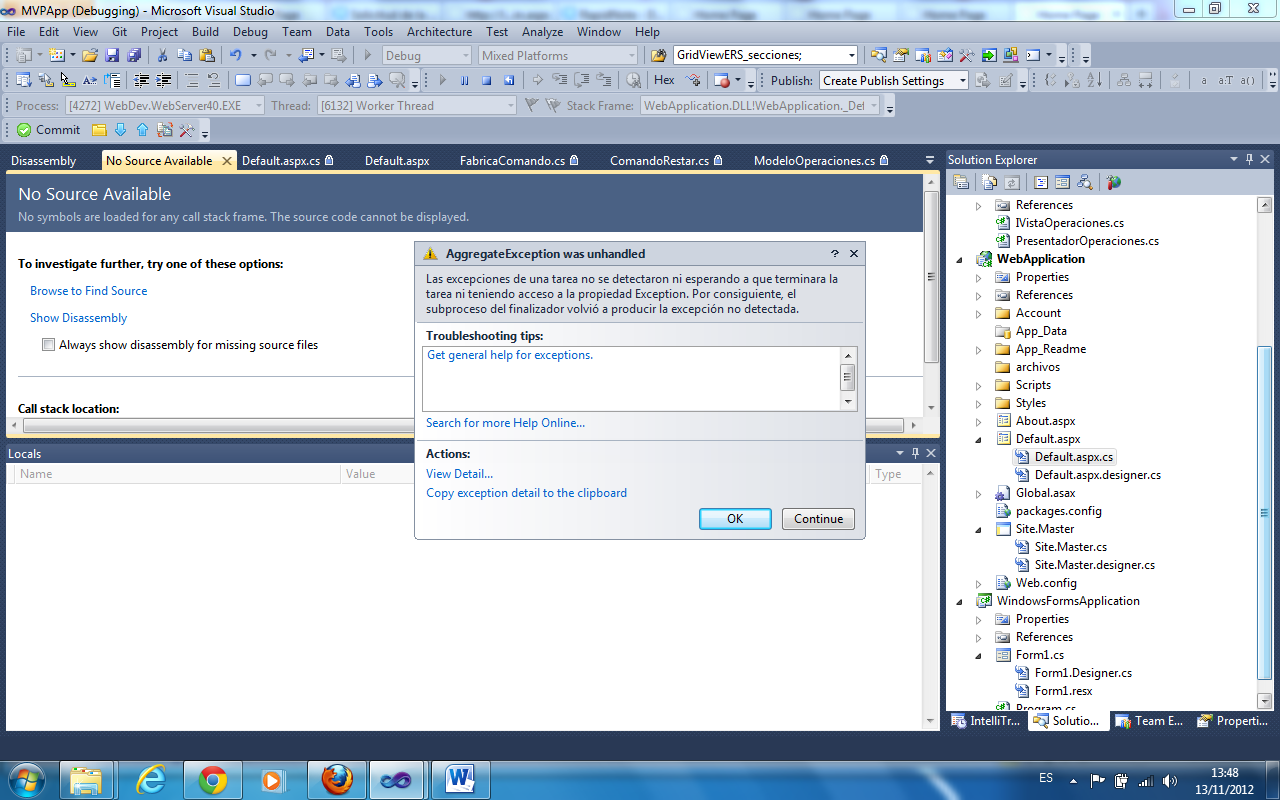 MVPApp (Debugging) - Microsoft Visual Studio
File Edit View Git Project Build Debug Team Data Tools Architecture Test Analyze Window Help
Debug Mixed Platforms GridViewERS_secciones;
Hex Publish: Create Publish Settings
Process: [4272] WebDev.WebServer40.EXE Thread: [6132] Worker Thread Stack Frame: WebApplication.DLL!WebApplication._Def
Commit
Disassembly No Source Available Default.aspx.cs Default.aspx FabricaComando.cs ComandoRestar.cs ModeloOperaciones.cs
No Source Available
No symbols are loaded for any call stack frame. The source code cannot be displayed.
To investigate further, try one of these options:
Browse to Find Source
Show Disassembly
Always show disassembly for missing source files
Call stack location:
AggregateException was unhandled
Las excepciones de una tarea no se detectaron ni esperando a que terminara la
tarea ni teniendo acceso a la propiedad Exception. Por consiguiente, el
subproceso del finalizador volvió a producir la excepción no detectada.
Troubleshooting tips:
Get general help for exceptions.
Search for more Help Online...
Actions:
View Detail...
Copy exception detail to the clipboard
OK Continue
Locals
Name Value Type
Solution Explorer
References
IVistaOperaciones.cs
PresentadorOperaciones.cs
WebApplication
Properties
References
Account
App_Data
App_Readme
archivos
Scripts
Styles
About.aspx
Default.aspx
Default.aspx.cs
Default.aspx.designer.cs
Global.asax
packages.config
Site.Master
Site.Master.cs
Site.Master.designer.cs
Web.config
WindowsFormsApplication
Properties
References
Form1.cs
Form1.Designer.cs
Form1.resx
Program.cs
IntelliTr... Solutio... Team E... Properti...
ES
13:48
13/11/2012